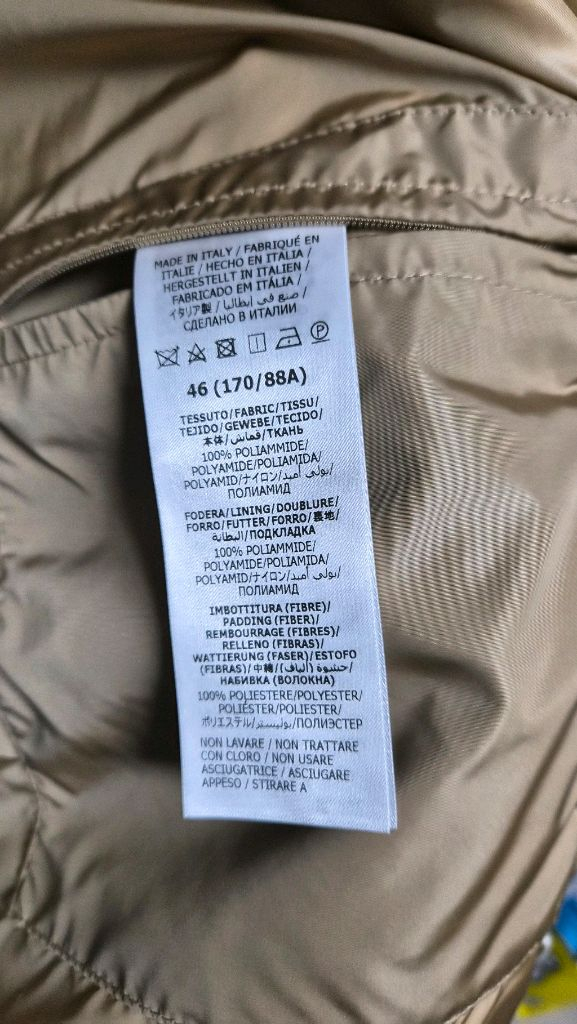 MADE IN ITALY / FABRIQUÉ EN
ITALIE / HECHO EN ITALIA /
HERGESTELLT IN ITALIEN /
FABRICADO EM ITÁLIA /
イタリア製 / صنع في ايطاليا /
СДЕЛАНО В ИТАЛИИ
P
46 (170/88A)
TESSUTO/FABRIC/TISSU/
TEJIDO/GEWEBE/TECIDO/
本体/قماش/ТКАНЬ
100% POLIAMMIDE/
POLYAMIDE/POLIAMIDA/
POLYAMID/ナイロン/بولي أميد/
ПОЛИАМИД
FODERA/LINING/DOUBLURE/
FORRO/FUTTER/FORRO/裏地/
البطانة/ПОДКЛАДКА
100% POLIAMMIDE/
POLYAMIDE/POLIAMIDA/
POLYAMID/ナイロン/بولي أميد/
ПОЛИАМИД
IMBOTTITURA (FIBRE)/
PADDING (FIBER)/
REMBOURRAGE (FIBRES)/
RELLENO (FIBRAS)/
WATTIERUNG (FASER)/ESTOFO
(FIBRAS)/中綿/حشوة (ألياف)/
НАБИВКА (ВОЛОКНА)
100% POLIESTERE/POLYESTER/
POLIÉSTER/POLIESTER/
ポリエステル/بوليستر/ПОЛИЭСТЕР
NON LAVARE / NON TRATTARE
CON CLORO / NON USARE
ASCIUGATRICE / ASCIUGARE
APPESO / STIRARE A